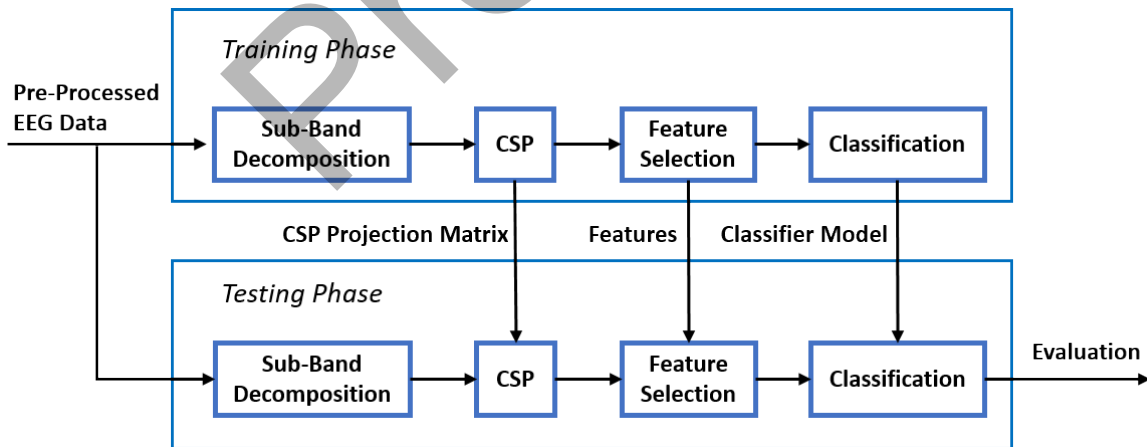 Training Phase
Pre-Processed
EEG Data
Sub-Band
Decomposition
CSP
Feature
Selection
Classification
CSP Projection Matrix
Features
Classifier Model
Testing Phase
Sub-Band
Decomposition
CSP
Feature
Selection
Classification
Evaluation